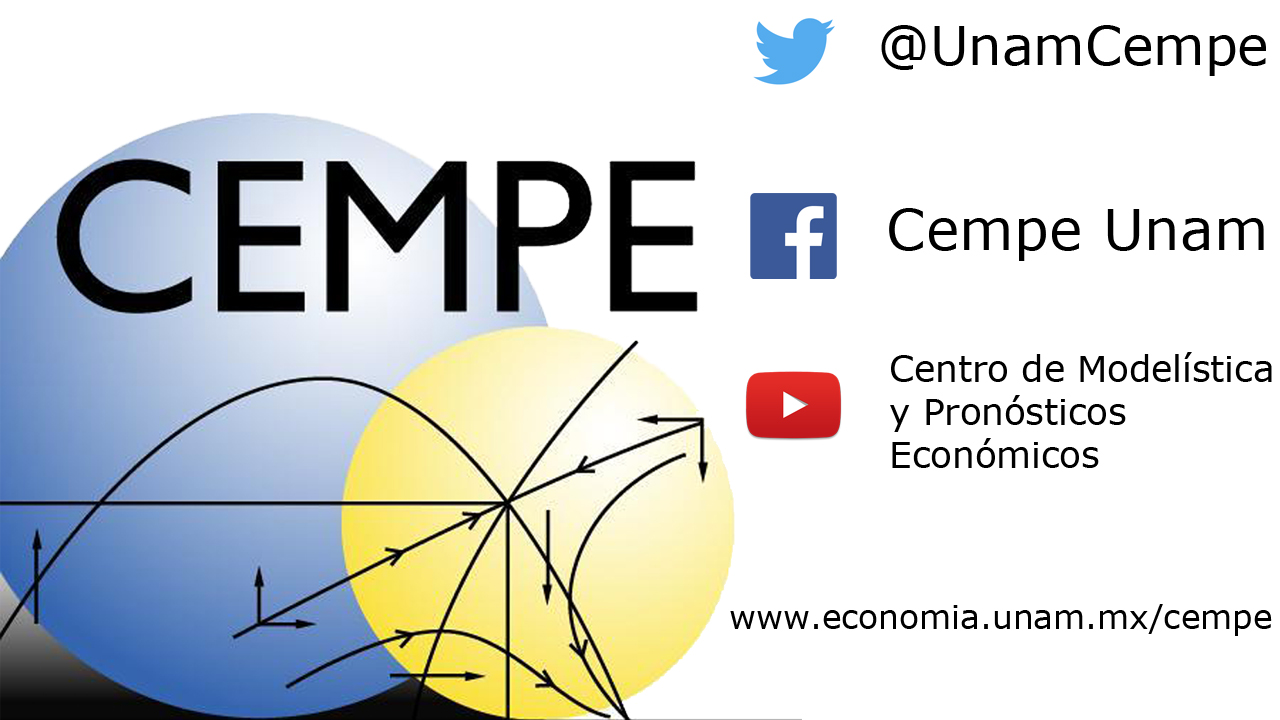 CEMPE
@UnamCempe
Cempe Unam
Centro de Modelística
y Pronósticos
Económicos
www.economia.unam.mx/cempe